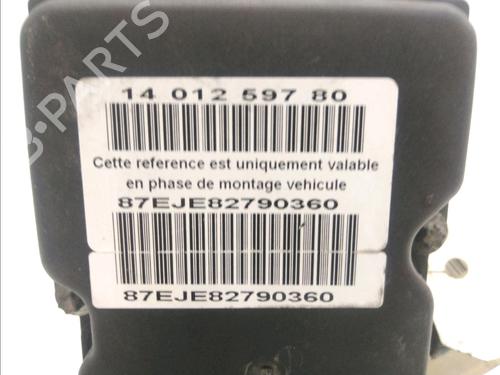 14 012 597 80
Cette reference est uniquement valable
en phase de montage vehicule
87EJE82790360
87EJE82790360
B-PARTS